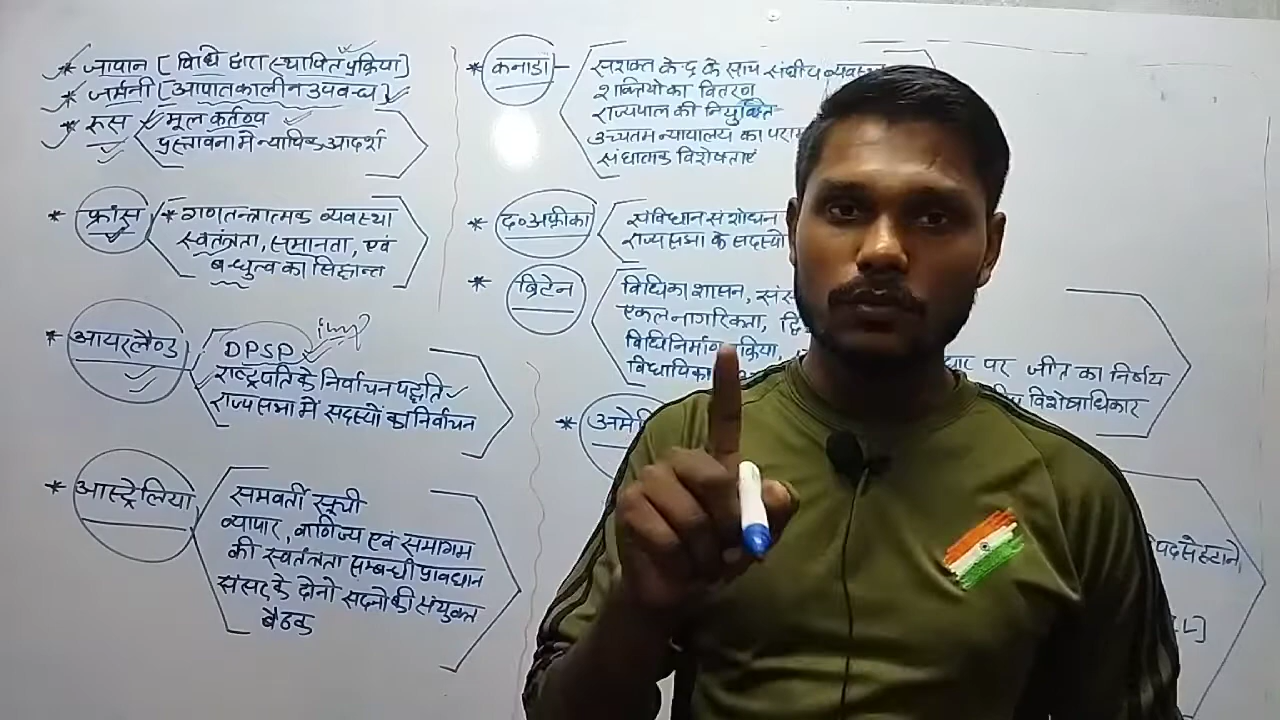 * जापान [विधि द्वारा स्थापित प्रक्रिया]
* जर्मनी [आपातकालीन उपबन्ध]
* रूस मूल कर्तव्य
प्रस्तावना में न्यायिक आदर्श
* फ्रांस * गणतन्त्रात्मक व्यवस्था
स्वतंत्रता, समानता, एवं
बन्धुत्व का सिद्धान्त
* आयरलैण्ड DPSP Imp
राष्ट्रपति के निर्वाचन पद्धति
राज्यसभा में सदस्यों का निर्वाचन
* आस्ट्रेलिया समवर्ती सूची
व्यापार, वाणिज्य एवं समागम
की स्वतंत्रता सम्बन्धी प्रावधान
संसद के दोनो सदनो की संयुक्त
बैठक
* कनाडा सशक्त केन्द्र के साथ संघीय व्यवस्था
शक्तियों का वितरण
राज्यपाल की नियुक्ति
उच्चतम न्यायालय का
संघात्मक विशेषताएं
* द० अफ्रीका संविधान संशोधन
राज्य सभा के सदस्यो
* ब्रिटेन विधि का शासन,
एकल नागरिकता,
विधि निर्माण प्रक्रिया,
पर जीत का निर्णय
विशेषाधिकार
*
पद से हटाने